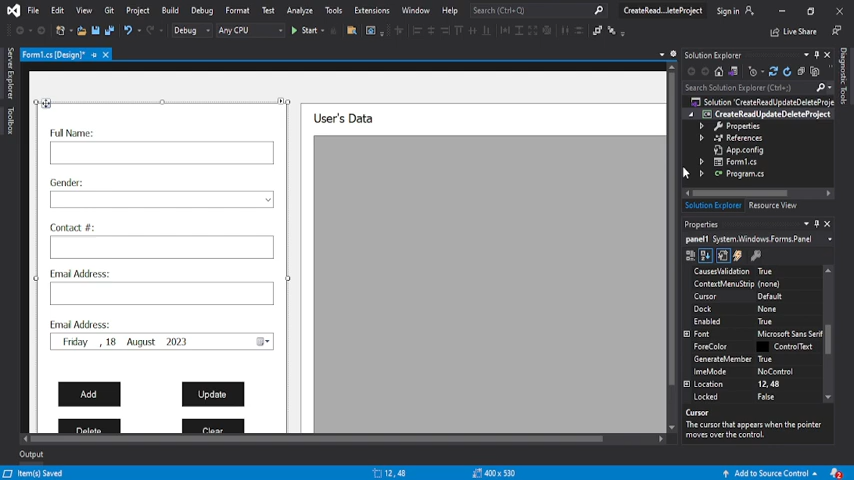 File Edit View Git Project Build Debug Format Test Analyze Tools Extensions Window Help Search (Ctrl+Q) CreateRead...leteProject Sign in
Debug Any CPU Start Live Share
Form1.cs [Design]*
Server Explorer
Toolbox
Full Name:
Gender:
Contact #:
Email Address:
Email Address:
Friday , 18 August 2023
Add Update
Delete Clear
User's Data
Solution Explorer
Search Solution Explorer (Ctrl+;)
Solution 'CreateReadUpdateDeleteProje
CreateReadUpdateDeleteProject
Properties
References
App.config
Form1.cs
Program.cs
Solution Explorer Resource View
Properties
panel1 System.Windows.Forms.Panel
CausesValidation True
ContextMenuStrip (none)
Cursor Default
Dock None
Enabled True
Font Microsoft Sans Serif
ForeColor ControlText
GenerateMember True
ImeMode NoControl
Location 12, 48
Locked False
Cursor
The cursor that appears when the pointer
moves over the control.
Diagnostic Tools
Output
Item(s) Saved 12 , 48 400 x 530 Add to Source Control 2